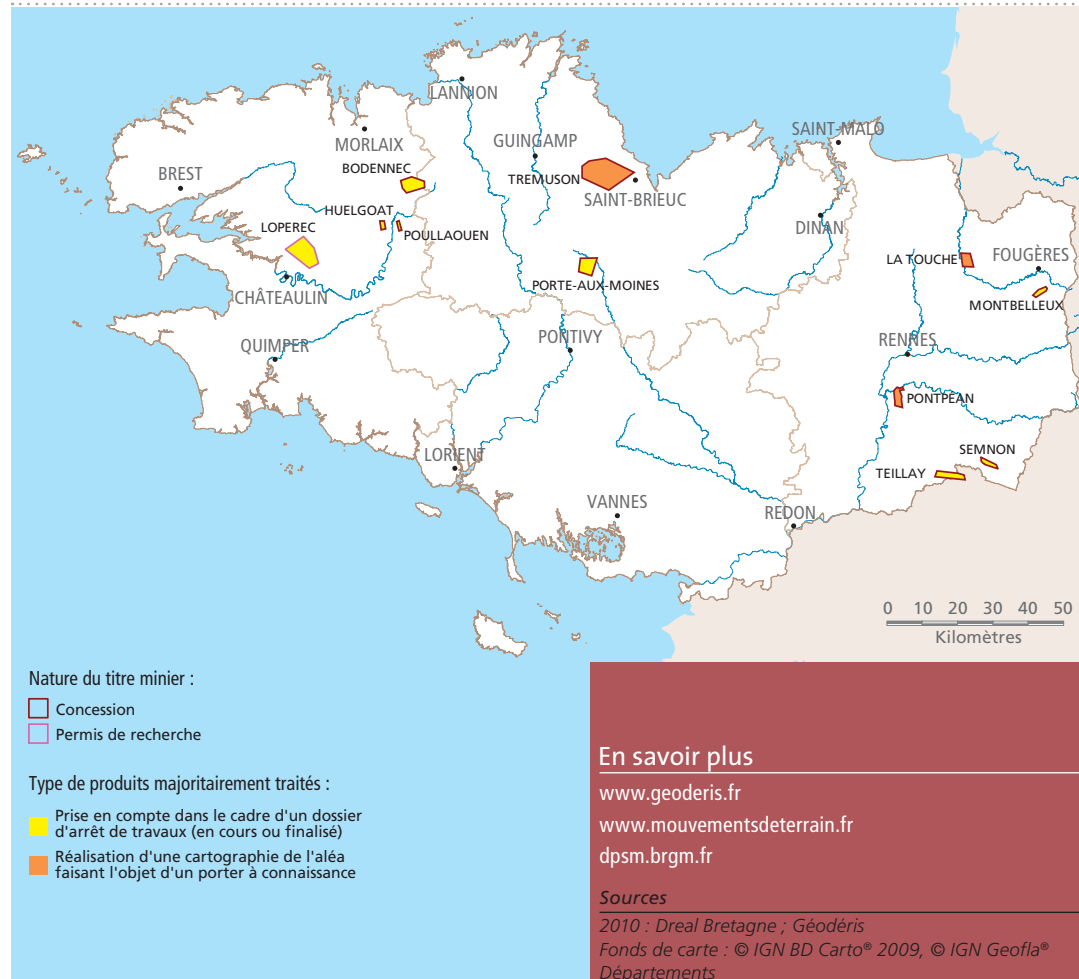 LANNION
MORLAIX
GUINGAMP
SAINT-MALO
BREST
BODENNEC
TREMUSON
SAINT-BRIEUC
HUELGOAT
LOPEREC
POULLAOUEN
DINAN
LA TOUCHE
FOUGÈRES
CHÂTEAULIN
PORTE-AUX-MOINES
MONTBELLEUX
QUIMPER
PONTIVY
RENNES
PONTPEAN
LORIENT
SEMNON
TEILLAY
VANNES
REDON
0 10 20 30 40 50
Kilomètres
Nature du titre minier :
Concession
Permis de recherche
Type de produits majoritairement traités :
Prise en compte dans le cadre d'un dossier
d'arrêt de travaux (en cours ou finalisé)
Réalisation d'une cartographie de l'aléa
faisant l'objet d'un porter à connaissance
En savoir plus
www.geoderis.fr
www.mouvementsdeterrain.fr
dpsm.brgm.fr
Sources
2010 : Dreal Bretagne ; Géodéris
Fonds de carte : © IGN BD Carto® 2009, © IGN Geofla®
Départements